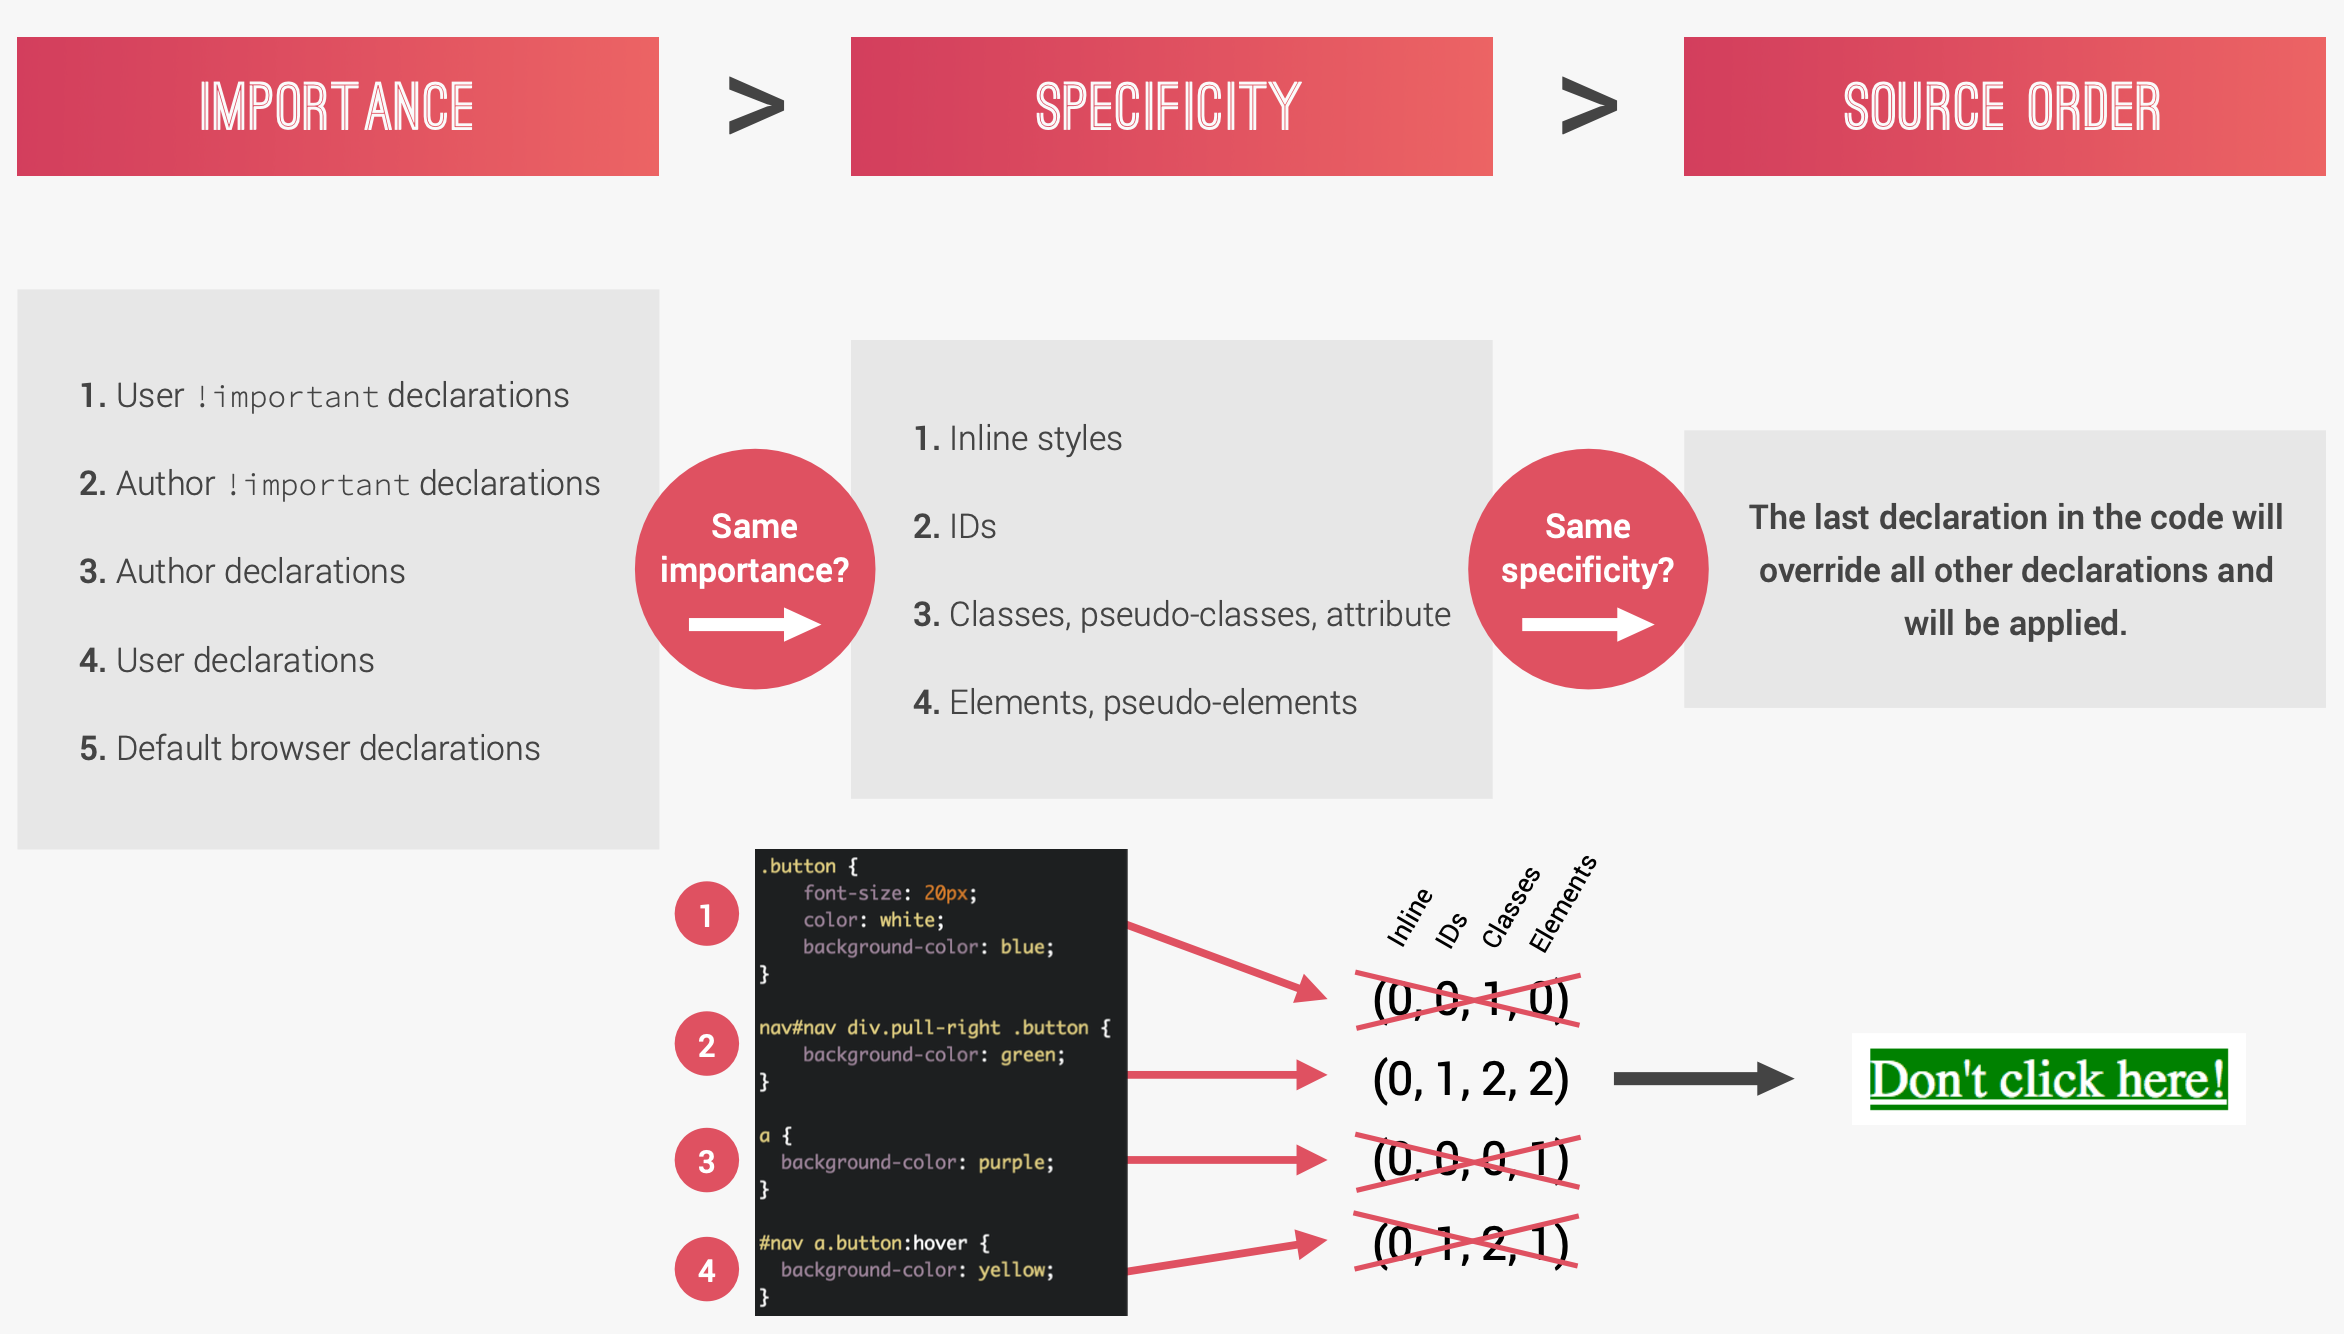 IMPORTANCE
>
SPECIFICITY
>
SOURCE ORDER
1. User !important declarations
2. Author !important declarations
3. Author declarations
4. User declarations
5. Default browser declarations
Same
importance?
1. Inline styles
2. IDs
3. Classes, pseudo-classes, attribute
4. Elements, pseudo-elements
Same
specificity?
The last declaration in the code will
override all other declarations and
will be applied.
1
.button {
font-size: 20px;
color: white;
background-color: blue;
}
2
nav#nav div.pull-right .button {
background-color: green;
}
3
a {
background-color: purple;
}
4
#nav a.button:hover {
background-color: yellow;
}
Inline
IDs
Classes
Elements
(0, 0, 1, 0)
(0, 1, 2, 2)
(0, 0, 0, 1)
(0, 1, 2, 1)
Don't click here!